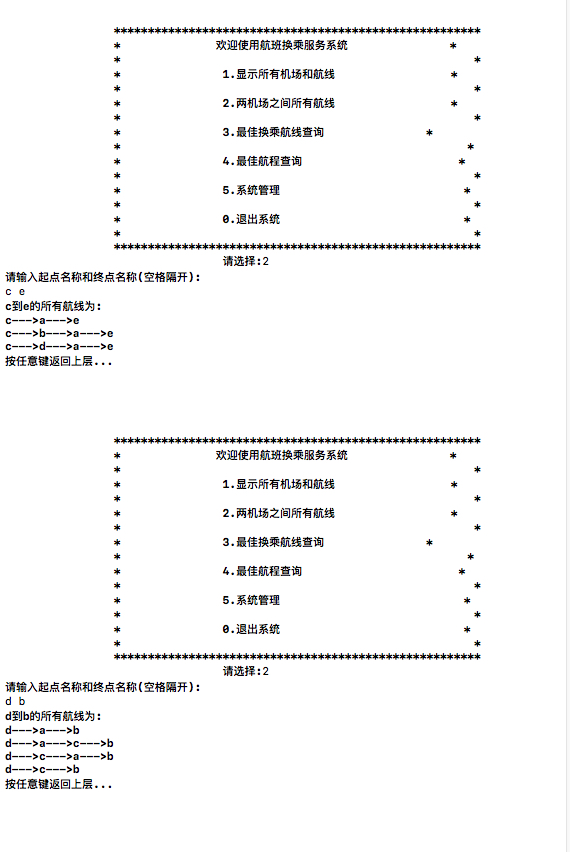 ******************************************************
* 欢迎使用航班换乘服务系统 *
* *
* 1.显示所有机场和航线 *
* *
* 2.两机场之间所有航线 *
* *
* 3.最佳换乘航线查询 *
* *
* 4.最佳航程查询 *
* *
* 5.系统管理 *
* *
* 0.退出系统 *
* *
******************************************************
请选择:2
请输入起点名称和终点名称(空格隔开):
c e
c到e的所有航线为:
c--->a--->e
c--->b--->a--->e
c--->d--->a--->e
按任意键返回上层...
******************************************************
* 欢迎使用航班换乘服务系统 *
* *
* 1.显示所有机场和航线 *
* *
* 2.两机场之间所有航线 *
* *
* 3.最佳换乘航线查询 *
* *
* 4.最佳航程查询 *
* *
* 5.系统管理 *
* *
* 0.退出系统 *
* *
******************************************************
请选择:2
请输入起点名称和终点名称(空格隔开):
d b
d到b的所有航线为:
d--->a--->b
d--->a--->c--->b
d--->c--->a--->b
d--->c--->b
按任意键返回上层...